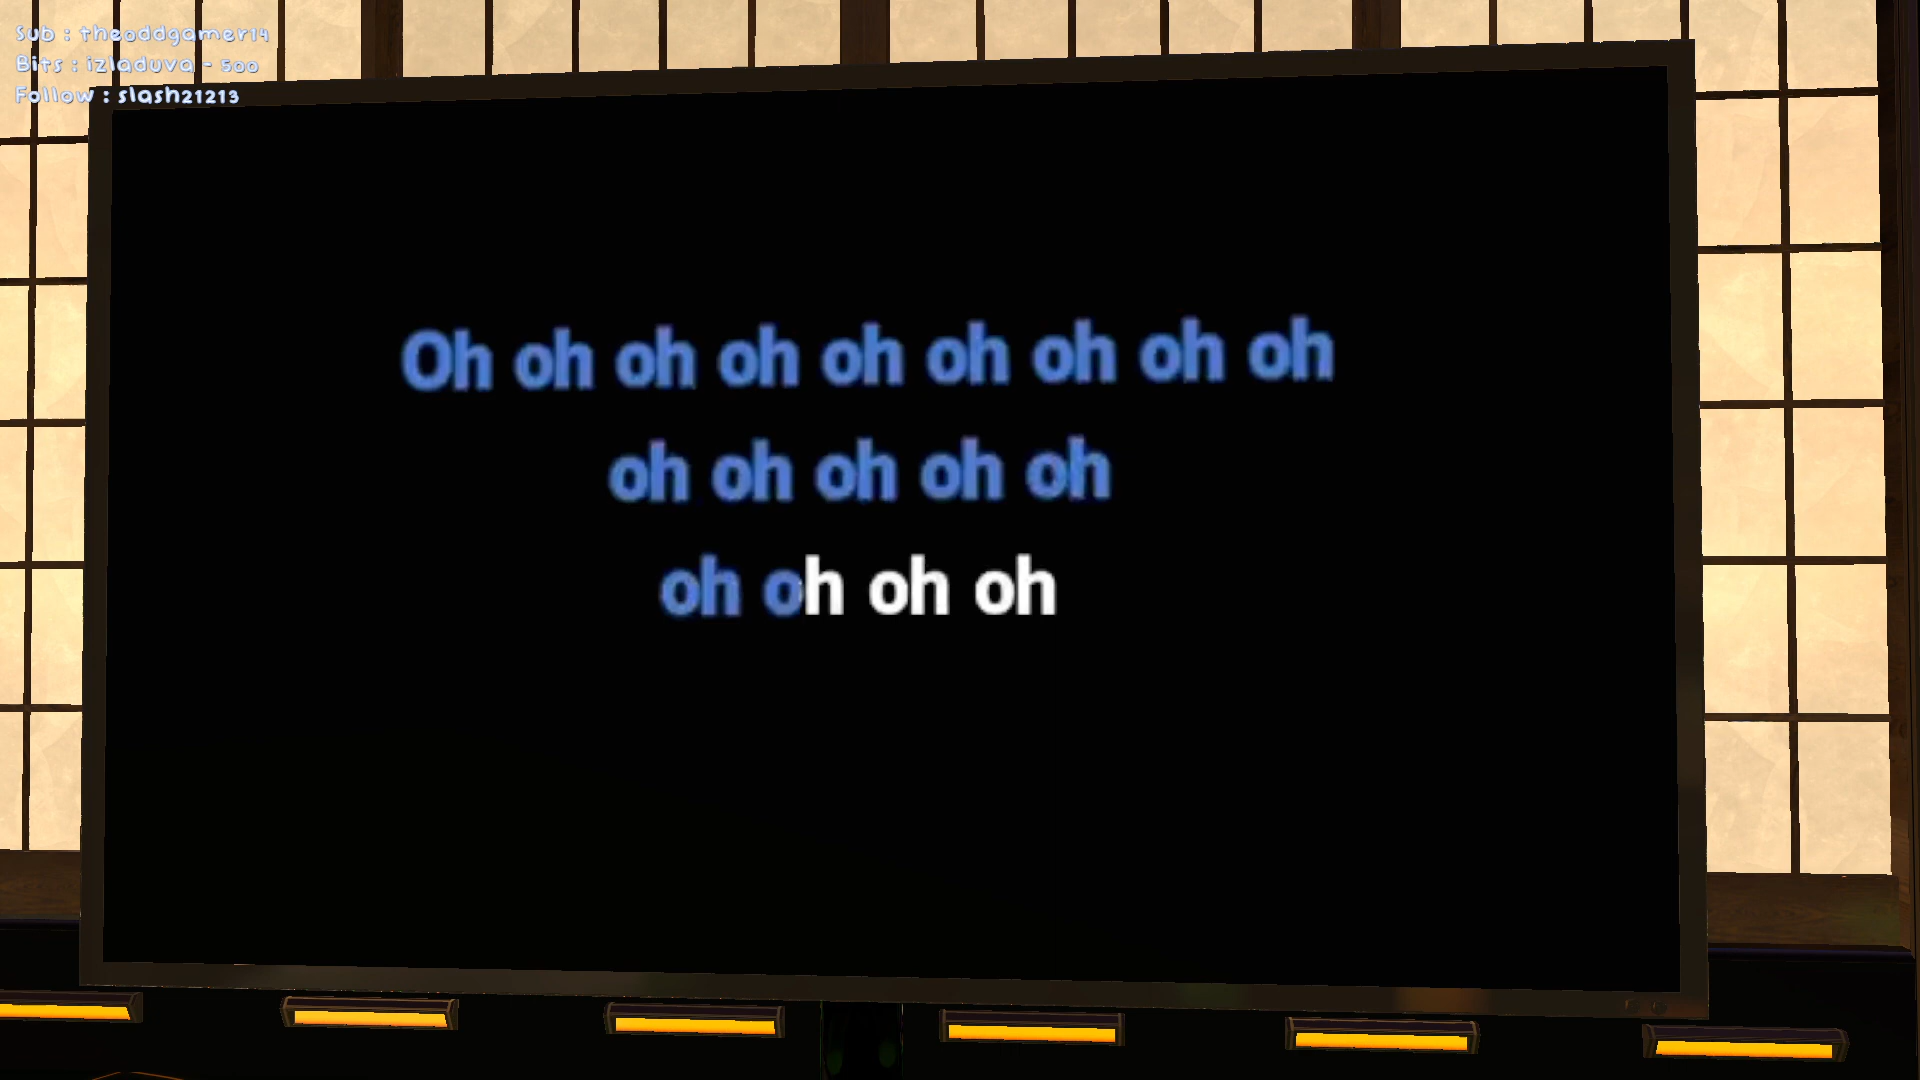 Sub : theoddgamer14
Bits : izladuva - 500
Follow : slash21213
Oh oh oh oh oh oh oh oh oh
oh oh oh oh oh
oh oh oh oh